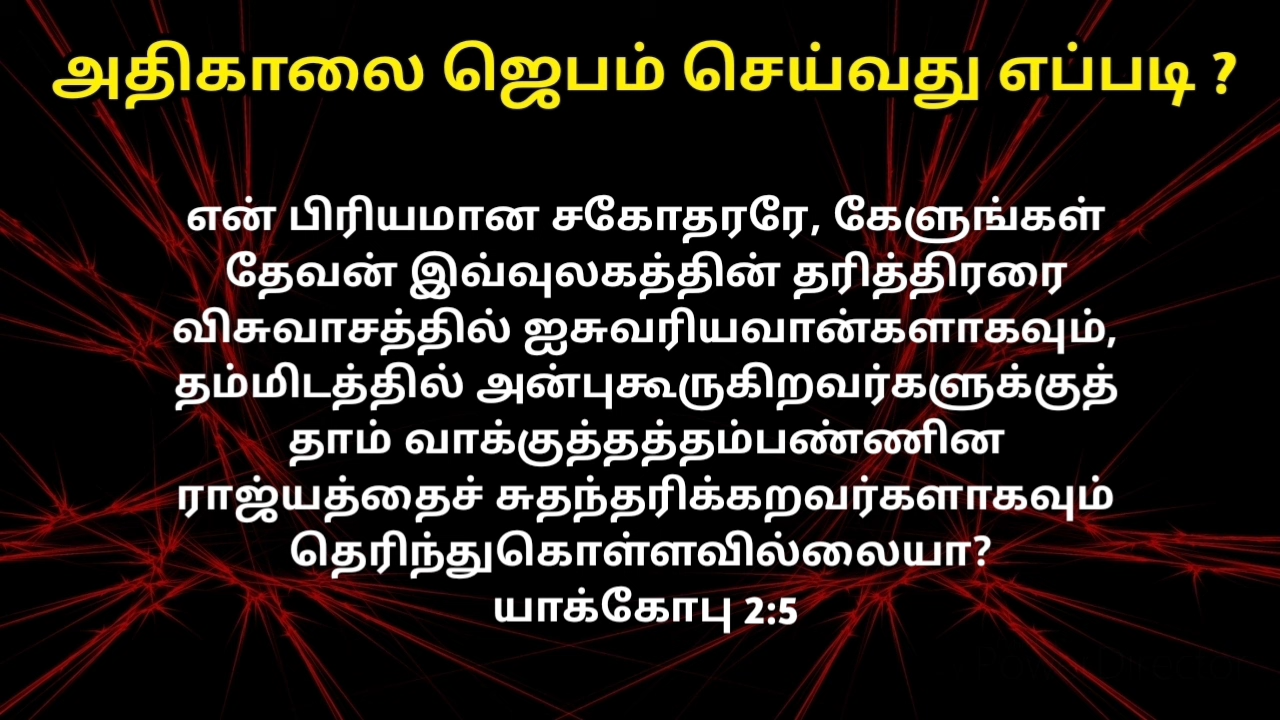 அதிகாலை ஜெபம் செய்வது எப்படி ?
என் பிரியமான சகோதரரே, கேளுங்கள்
தேவன் இவ்வுலகத்தின் தரித்திரரை
விசுவாசத்தில் ஐசுவரியவான்களாகவும்,
தம்மிடத்தில் அன்புகூருகிறவர்களுக்குத்
தாம் வாக்குத்தத்தம்பண்ணின
ராஜ்யத்தைச் சுதந்தரிக்கறவர்களாகவும்
தெரிந்துகொள்ளவில்லையா?
யாக்கோபு 2:5
PowerDirector